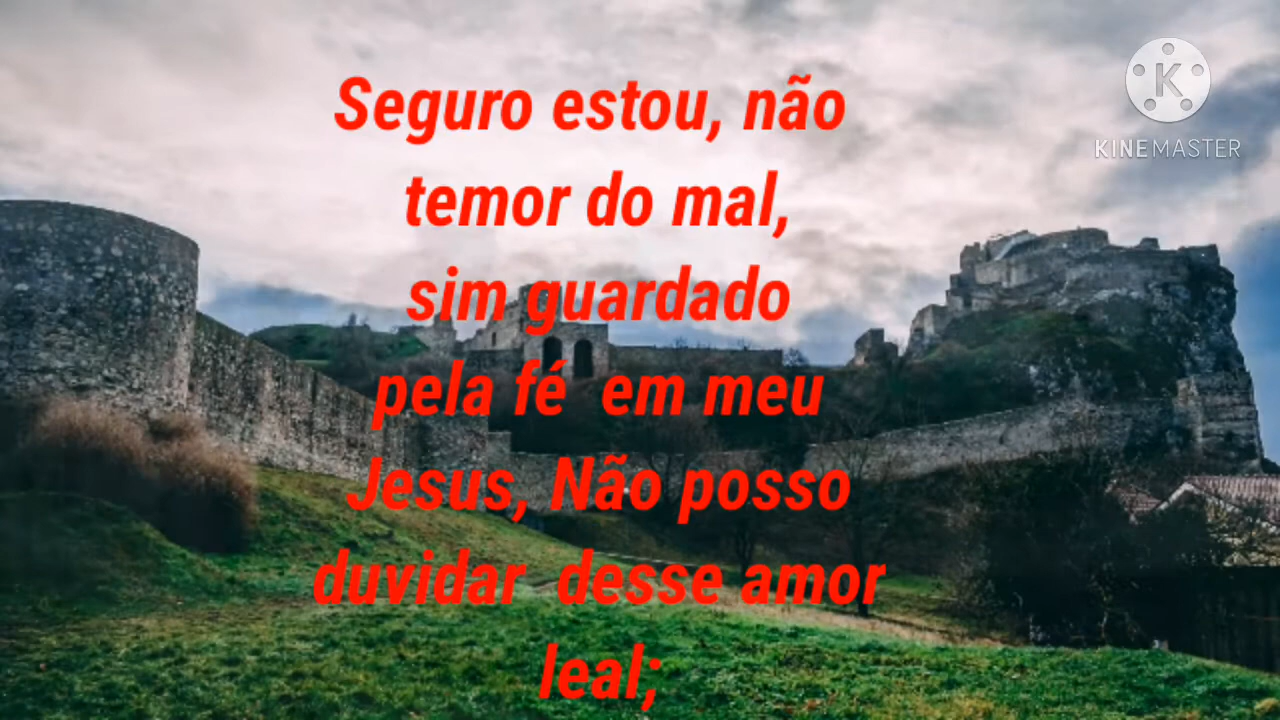 Seguro estou, não
temor do mal,
sim guardado
pela fé  em meu
Jesus, Não posso
duvidar  desse amor
leal;
K
KINEMASTER